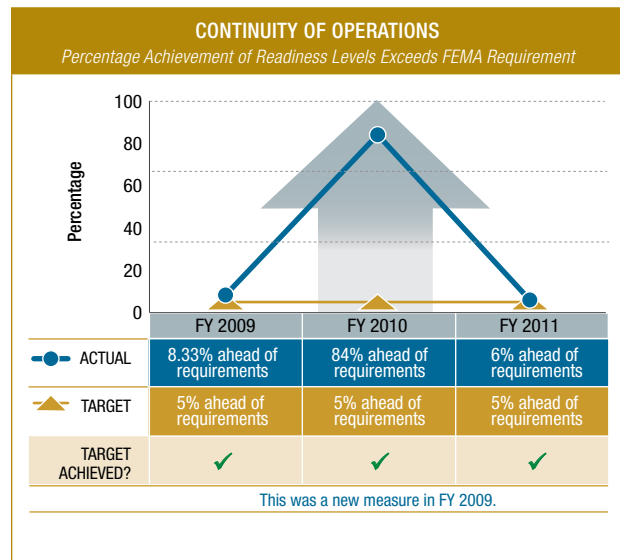 CONTINUITY OF OPERATIONS
Percentage Achievement of Readiness Levels Exceeds FEMA Requirement
Percentage
100
80
60
40
20
0
FY 2009 FY 2010 FY 2011
ACTUAL 8.33% ahead of requirements 84% ahead of requirements 6% ahead of requirements
TARGET 5% ahead of requirements 5% ahead of requirements 5% ahead of requirements
TARGET
ACHIEVED? ✓ ✓ ✓
This was a new measure in FY 2009.